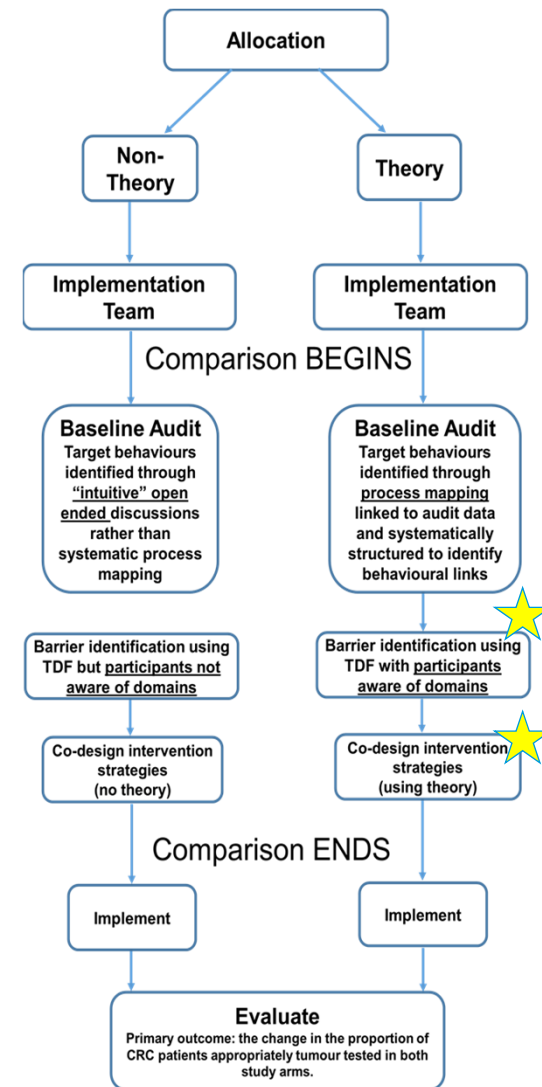 Allocation
Non-
Theory
Theory
Implementation
Team
Implementation
Team
Comparison BEGINS
Baseline Audit
Target behaviours
identified through
“intuitive” open
ended discussions
rather than
systematic process
mapping
Baseline Audit
Target behaviours
identified through
process mapping
linked to audit data
and systematically
structured to identify
behavioural links
Barrier identification using
TDF but participants not
aware of domains
Barrier identification using
TDF with participants
aware of domains
Co-design intervention
strategies
(no theory)
Co-design intervention
strategies
(using theory)
Comparison ENDS
Implement
Implement
Evaluate
Primary outcome: the change in the proportion of
CRC patients appropriately tumour tested in both
study arms.